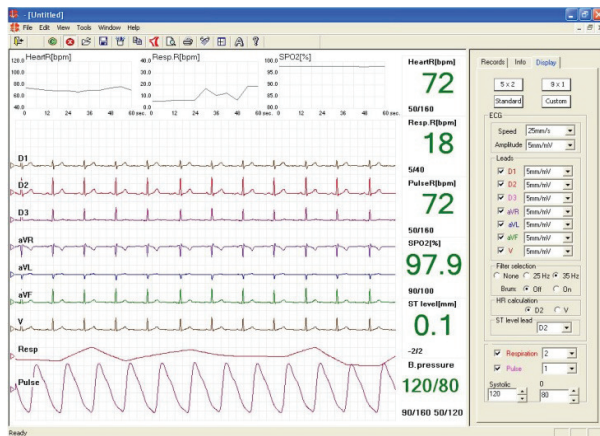 - [Untitled]
File Edit View Tools Window Help
HeartR[bpm]
120.0
100.0
80.0
60.0
40.0
0 12 24 36 48 60 sec.
Resp.R[bpm]
40.0
30.0
20.0
10.0
0.0
0 12 24 36 48 60 sec.
SPO2[%]
100.0
95.0
90.0
85.0
80.0
0 12 24 36 48 60
HeartR[bpm]
72
50/160
Resp.R[bpm]
18
5/40
PulseR[bpm]
72
50/160
SPO2[%]
97.9
90/100
ST level[mm]
0.1
-2/2
B.pressure
120/80
90/160 50/120
D1
D2
D3
aVR
aVL
aVF
V
Resp
Pulse
Records Info Display
5 x 2 9 x 1
Standard Custom
ECG
Speed 25mm/s
Amplitude 5mm/mV
Leads
D1 5mm/mV
D2 5mm/mV
D3 5mm/mV
aVR 5mm/mV
aVL 5mm/mV
aVF 5mm/mV
V 5mm/mV
Filter selection
None 25 Hz 35 Hz
Brum: Off On
HR calculation
D2 V
ST level lead
D2
Respiration 2
Pulse 1
Systolic 0
120 80
Ready